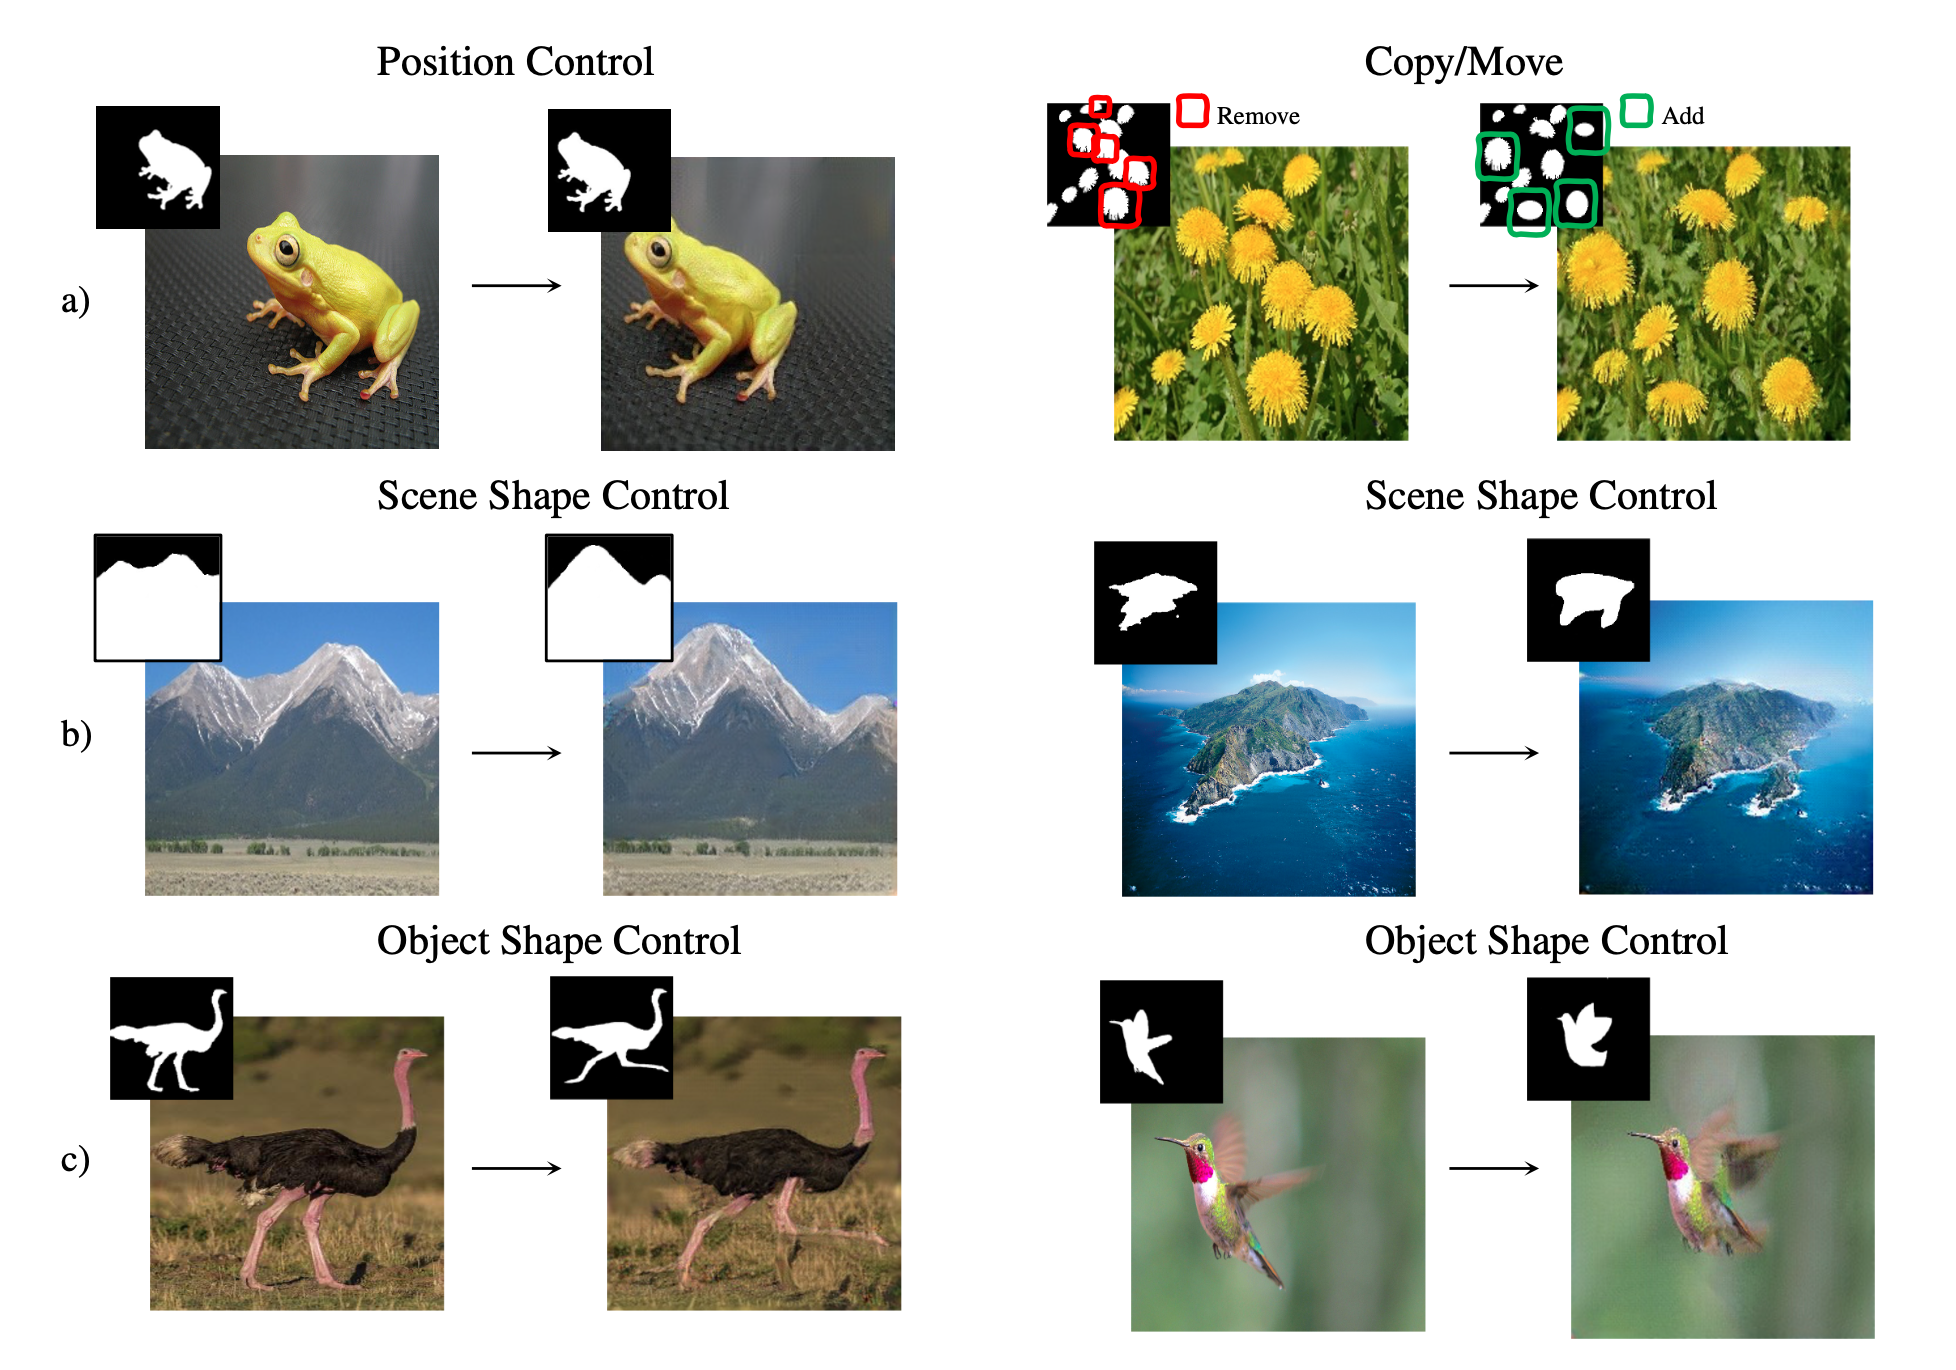 Position Control
Copy/Move
Remove
Add
a)
Scene Shape Control
Scene Shape Control
b)
Object Shape Control
Object Shape Control
c)